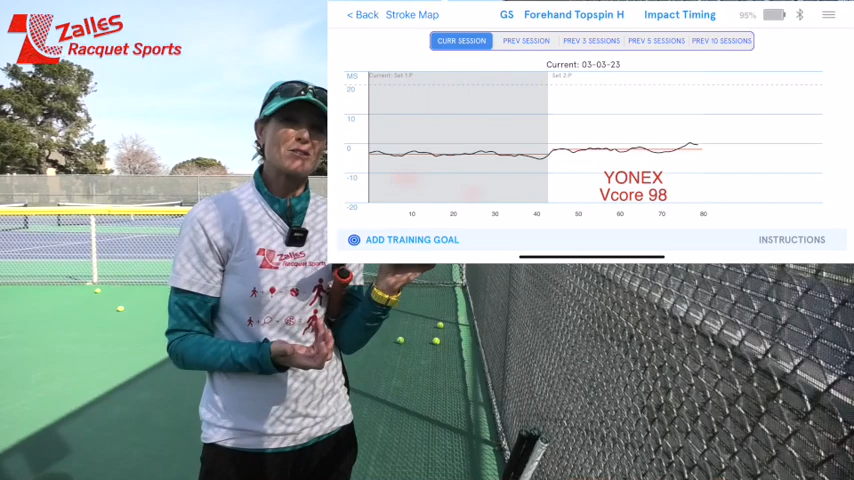 Zalles
Racquet Sports
< Back Stroke Map GS Forehand Topspin H Impact Timing 95%
CURR SESSION PREV SESSION PREV 3 SESSIONS PREV 5 SESSIONS PREV 10 SESSIONS
Current: 03-03-23
MS Current: Set 1:P Set 2:P
20
10
0
-10
-20
YONEX
Vcore 98
10 20 30 40 50 60 70 80
ADD TRAINING GOAL INSTRUCTIONS
Zalles
Racquet Sports